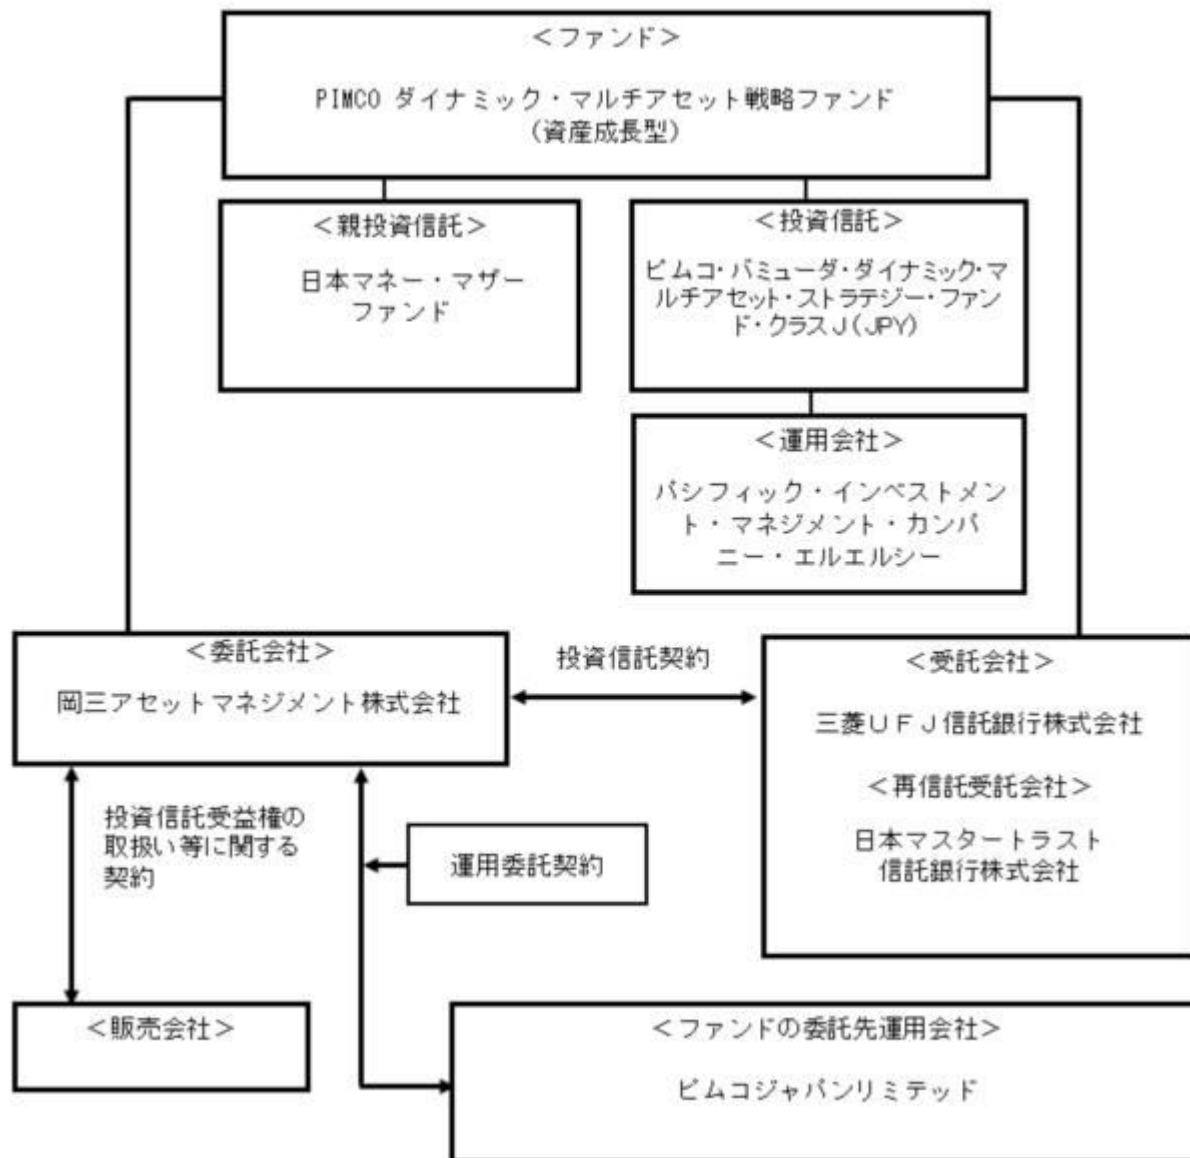 ＜ファンド＞
PIMCO ダイナミック・マルチアセット戦略ファンド
(資産成長型)
＜親投資信託＞
日本マネー・マザー
ファンド
＜投資信託＞
ピムコ・バミューダ・ダイナミック・マ
ルチアセット・ストラテジー・ファン
ド・クラスＪ(JPY)
＜運用会社＞
パシフィック・インベストメン
ト・マネジメント・カンパ
ニー・エルエルシー
＜委託会社＞
岡三アセットマネジメント株式会社
投資信託契約
＜受託会社＞
三菱ＵＦＪ信託銀行株式会社
＜再信託受託会社＞
日本マスタートラスト
信託銀行株式会社
投資信託受益権の
取扱い等に関する
契約
運用委託契約
＜販売会社＞
＜ファンドの委託先運用会社＞
ピムコジャパンリミテッド